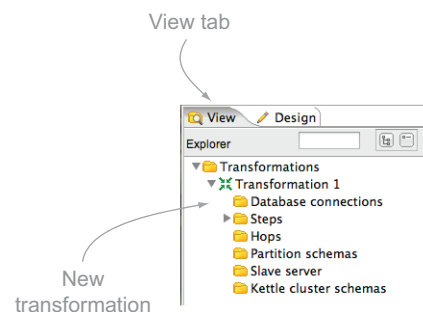 View tab
View
Design
Explorer
Transformations
Transformation 1
Database connections
Steps
Hops
Partition schemas
Slave server
Kettle cluster schemas
New
transformation